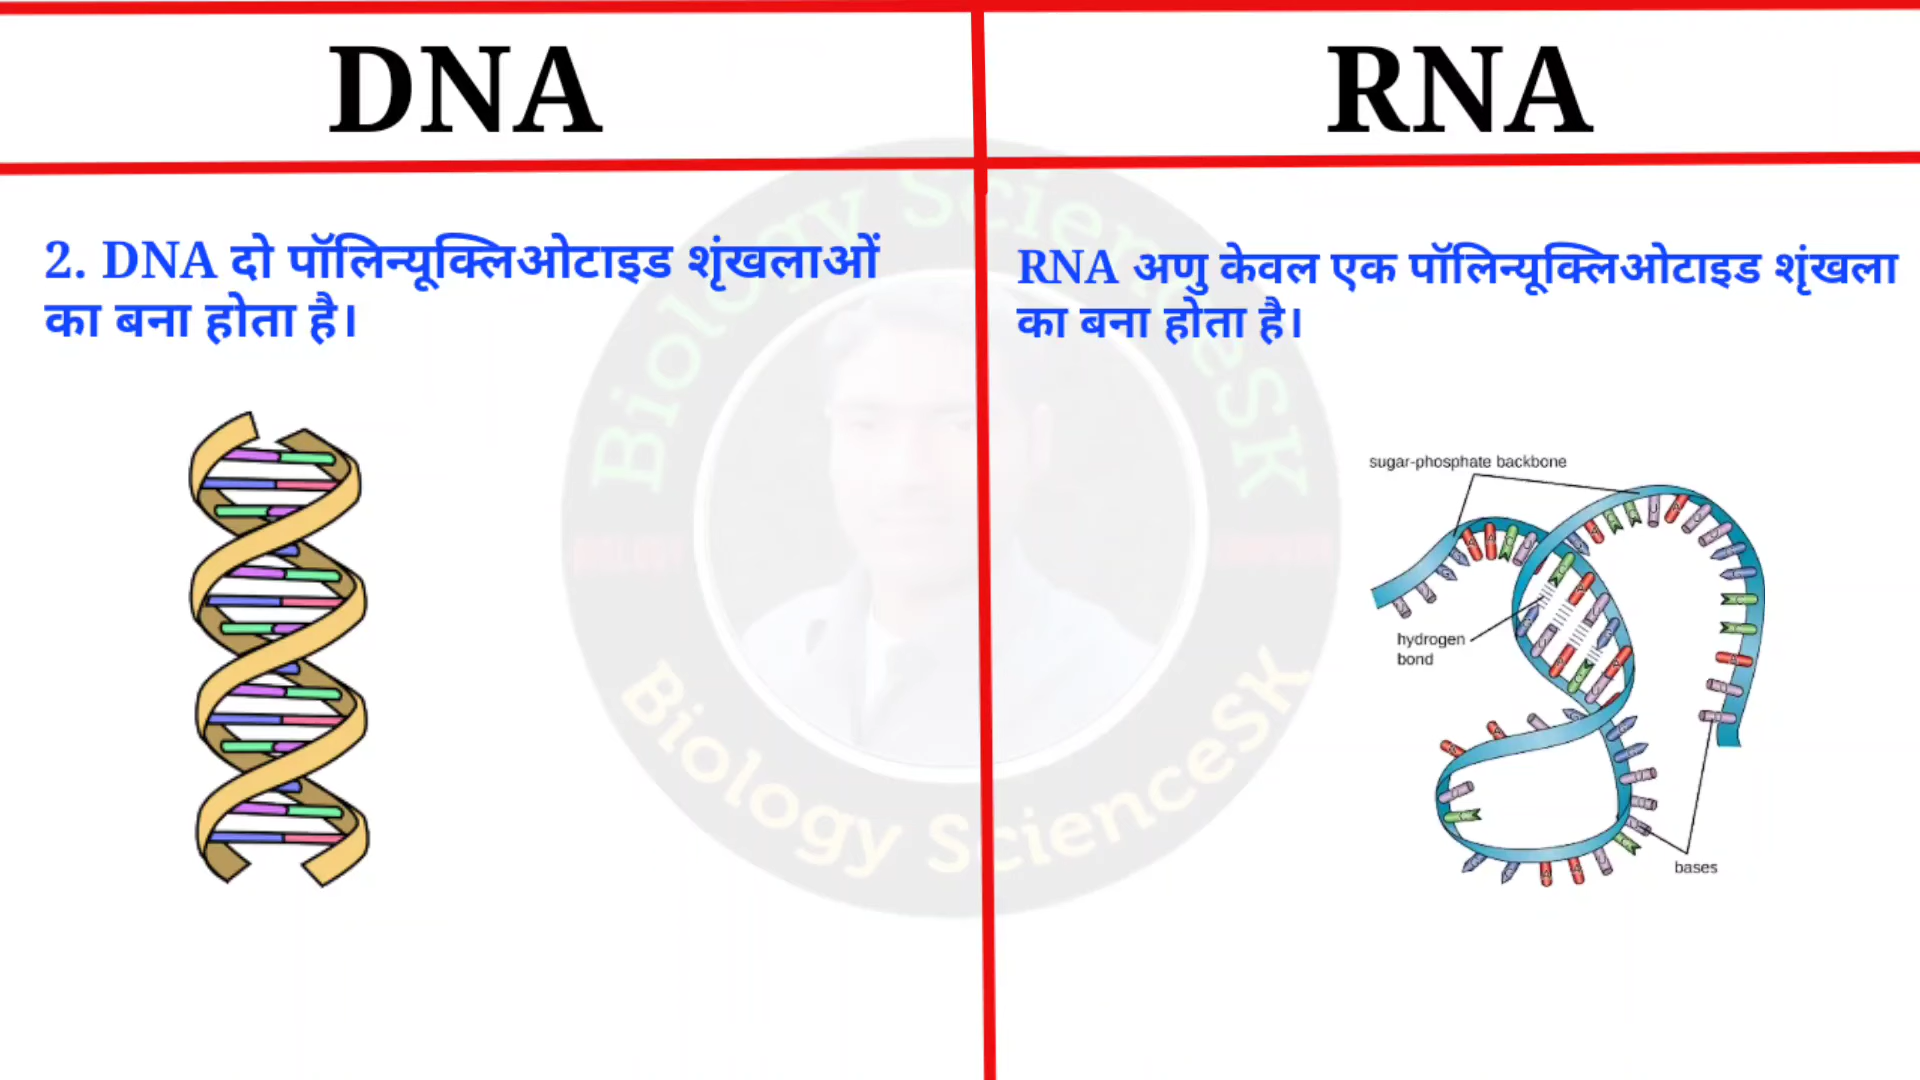 DNA
RNA
2. DNA दो पॉलिन्यूक्लिओटाइड शृंखलाओं
का बना होता है।
RNA अणु केवल एक पॉलिन्यूक्लिओटाइड शृंखला
का बना होता है।
sugar-phosphate backbone
hydrogen
bond
bases
Biology ScienceSK
Biology ScienceSK